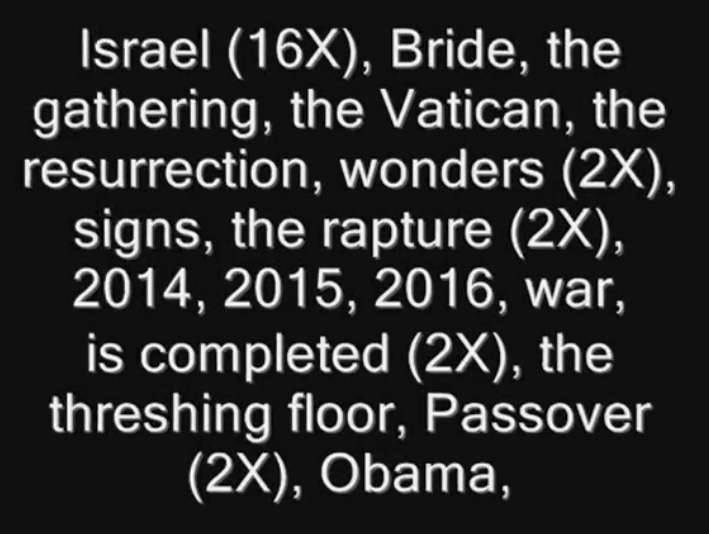 Israel (16X), Bride, the
gathering, the Vatican, the
resurrection, wonders (2X),
signs, the rapture (2X),
2014, 2015, 2016, war,
is completed (2X), the
threshing floor, Passover
(2X), Obama,